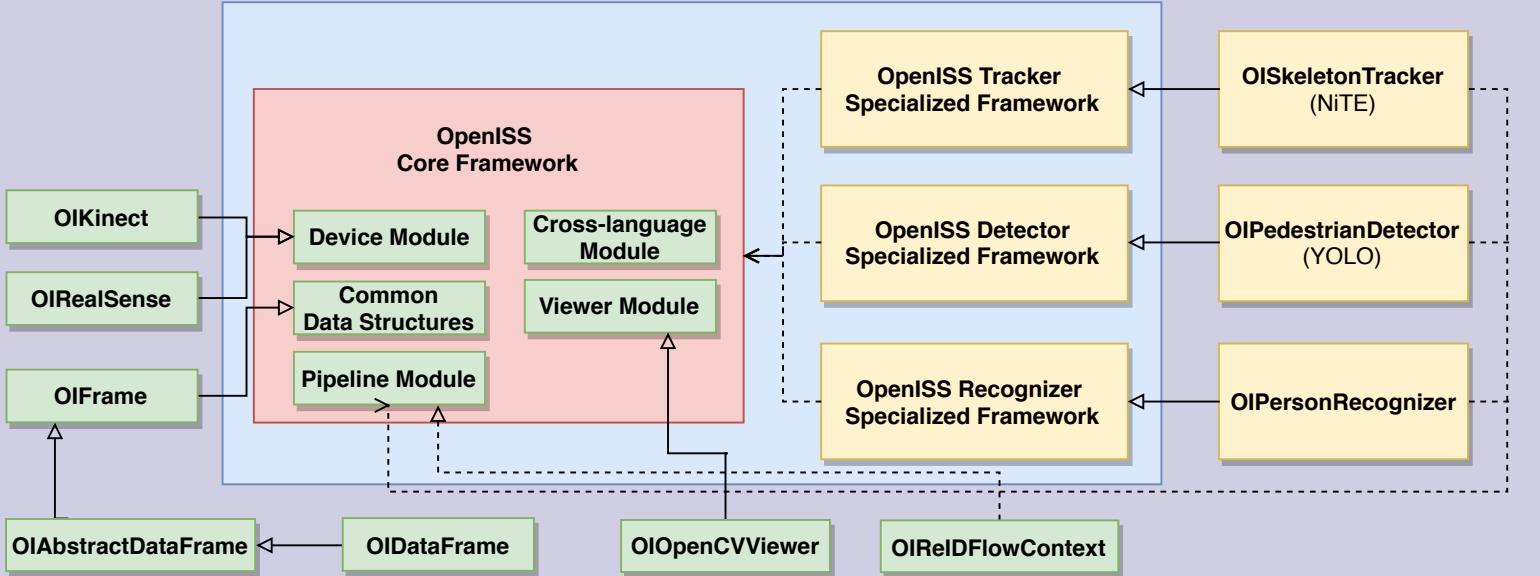 OpenISS
Core Framework
Device Module
Common
Data Structures
Pipeline Module
Cross-language
Module
Viewer Module
OpenISS Tracker
Specialized Framework
OpenISS Detector
Specialized Framework
OpenISS Recognizer
Specialized Framework
OISkeletonTracker
(NiTE)
OIPedestrianDetector
(YOLO)
OIPersonRecognizer
OIKinect
OIRealSense
OIFrame
OIAbstractDataFrame
OIDataFrame
OIOpenCVViewer
OIReIDFlowContext